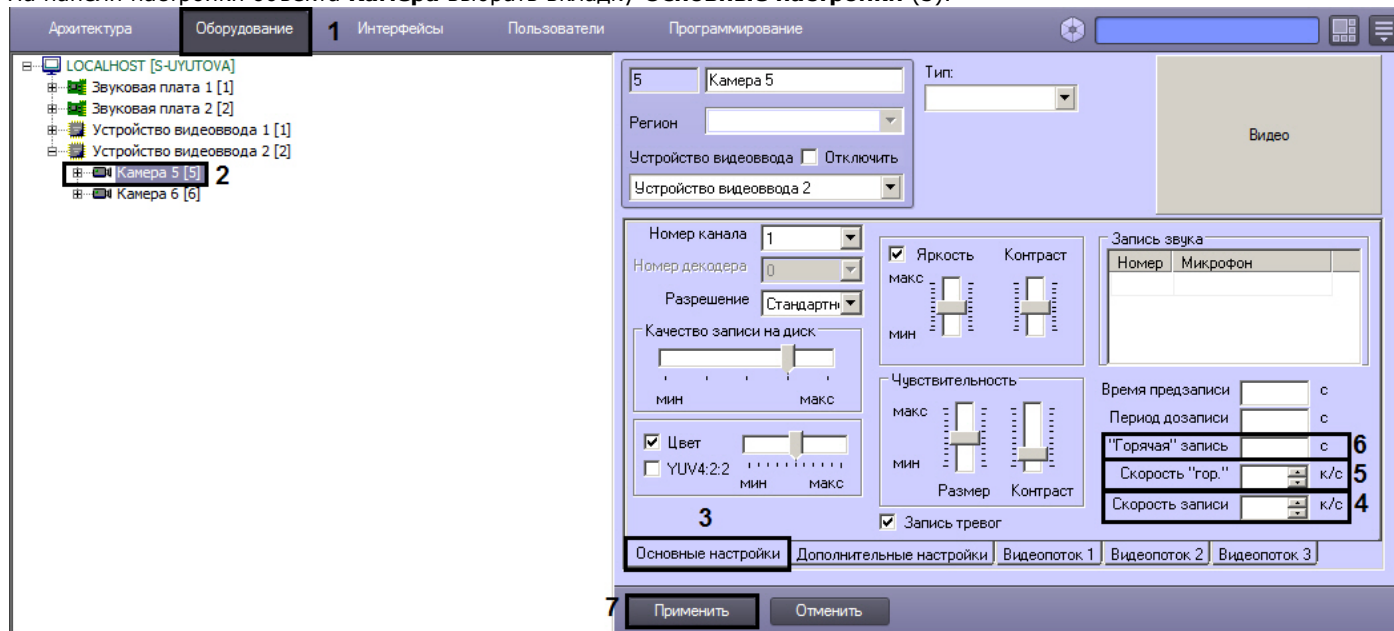 На панели настройки объекта Камера выбрать вкладку Основные настройки (3).
Архитектура Оборудование 1 Интерфейсы Пользователи Программирование
LOCALHOST [S-UYUTOVA]
Звуковая плата 1 [1]
Звуковая плата 2 [2]
Устройство видеоввода 1 [1]
Устройство видеоввода 2 [2]
Камера 5 [5] 2
Камера 6 [6]
5 Камера 5
Тип:
Регион
Устройство видеоввода Отключить
Устройство видеоввода 2
Видео
Номер канала 1
Номер декодера 0
Разрешение Стандартн
Качество записи на диск
мин макс
Цвет
YUV4:2:2
мин макс
3
Яркость Контраст
макс
мин
Чувствительность
макс
мин
Размер Контраст
Запись тревог
Запись звука
Номер Микрофон
Время предзаписи с
Период дозаписи с
"Горячая" запись с 6
Скорость "гор." к/с 5
Скорость записи к/с 4
Основные настройки Дополнительные настройки Видеопоток 1 Видеопоток 2 Видеопоток 3
7 Применить Отменить